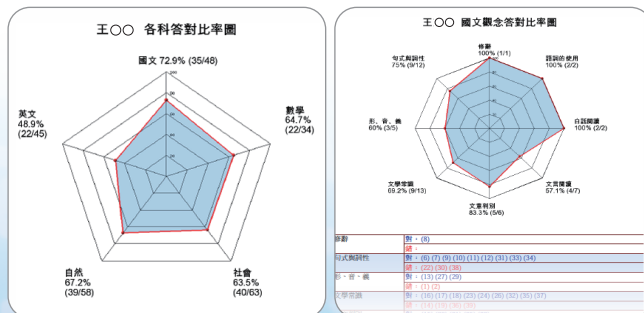 王○○ 各科答對比率圖
國文 72.9% (35/48)
100
80
60
40
20
英文
48.9%
(22/45)
數學
64.7%
(22/34)
自然
67.2%
(39/58)
社會
63.5%
(40/63)
王○○ 國文觀念答對比率圖
修辭
100% (1/1)
句式與詞性
75% (9/12)
語詞的使用
100% (2/2)
形、音、義
60% (3/5)
白話閱讀
100% (2/2)
文學常識
69.2% (9/13)
文言閱讀
57.1% (4/7)
文意判別
83.3% (5/6)
修辭
對：(8)
錯：
句式與詞性
對：(6) (7) (9) (10) (11) (12) (31) (33) (34)
錯：(22) (30) (38)
形、音、義
對：(13) (27) (29)
錯：(1) (2)
文學常識
對：(16) (17) (18) (23) (24) (26) (32) (35) (37)